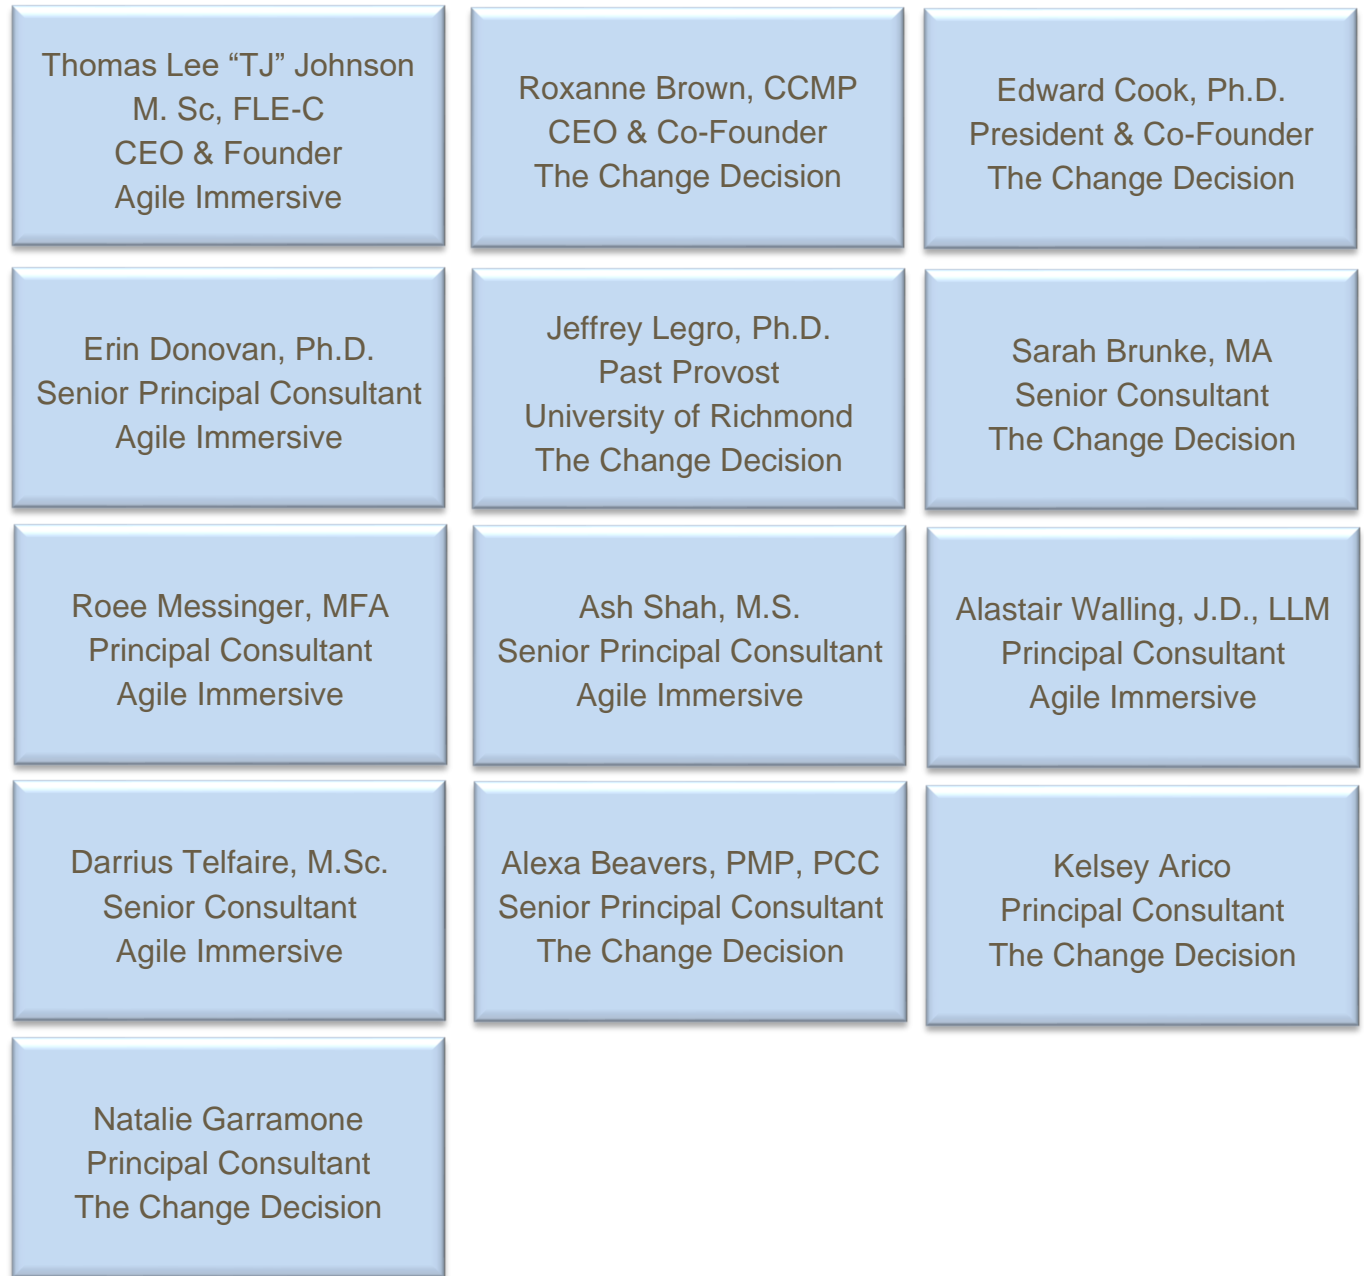 Thomas Lee “TJ” Johnson
M. Sc, FLE-C
CEO & Founder
Agile Immersive
Roxanne Brown, CCMP
CEO & Co-Founder
The Change Decision
Edward Cook, Ph.D.
President & Co-Founder
The Change Decision
Erin Donovan, Ph.D.
Senior Principal Consultant
Agile Immersive
Jeffrey Legro, Ph.D.
Past Provost
University of Richmond
The Change Decision
Sarah Brunke, MA
Senior Consultant
The Change Decision
Roee Messinger, MFA
Principal Consultant
Agile Immersive
Ash Shah, M.S.
Senior Principal Consultant
Agile Immersive
Alastair Walling, J.D., LLM
Principal Consultant
Agile Immersive
Darrius Telfaire, M.Sc.
Senior Consultant
Agile Immersive
Alexa Beavers, PMP, PCC
Senior Principal Consultant
The Change Decision
Kelsey Arico
Principal Consultant
The Change Decision
Natalie Garramone
Principal Consultant
The Change Decision